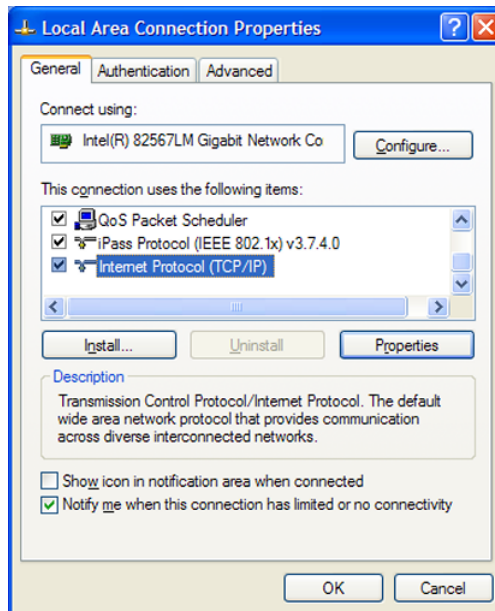 Local Area Connection Properties
General Authentication Advanced
Connect using:
Intel(R) 82567LM Gigabit Network Co
Configure...
This connection uses the following items:
QoS Packet Scheduler
iPass Protocol (IEEE 802.1x) v3.7.4.0
Internet Protocol (TCP/IP)
Install... Uninstall Properties
Description
Transmission Control Protocol/Internet Protocol. The default
wide area network protocol that provides communication
across diverse interconnected networks.
Show icon in notification area when connected
Notify me when this connection has limited or no connectivity
OK Cancel